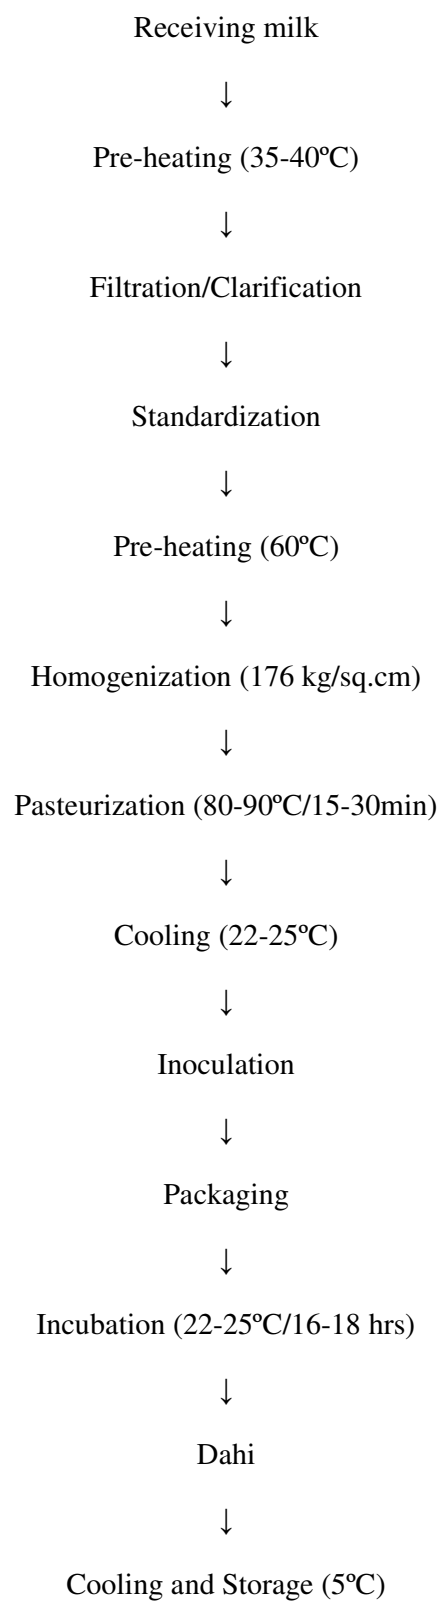 Receiving milk
↓
Pre-heating (35-40ºC)
↓
Filtration/Clarification
↓
Standardization
↓
Pre-heating (60ºC)
↓
Homogenization (176 kg/sq.cm)
↓
Pasteurization (80-90ºC/15-30min)
↓
Cooling (22-25ºC)
↓
Inoculation
↓
Packaging
↓
Incubation (22-25ºC/16-18 hrs)
↓
Dahi
↓
Cooling and Storage (5ºC)